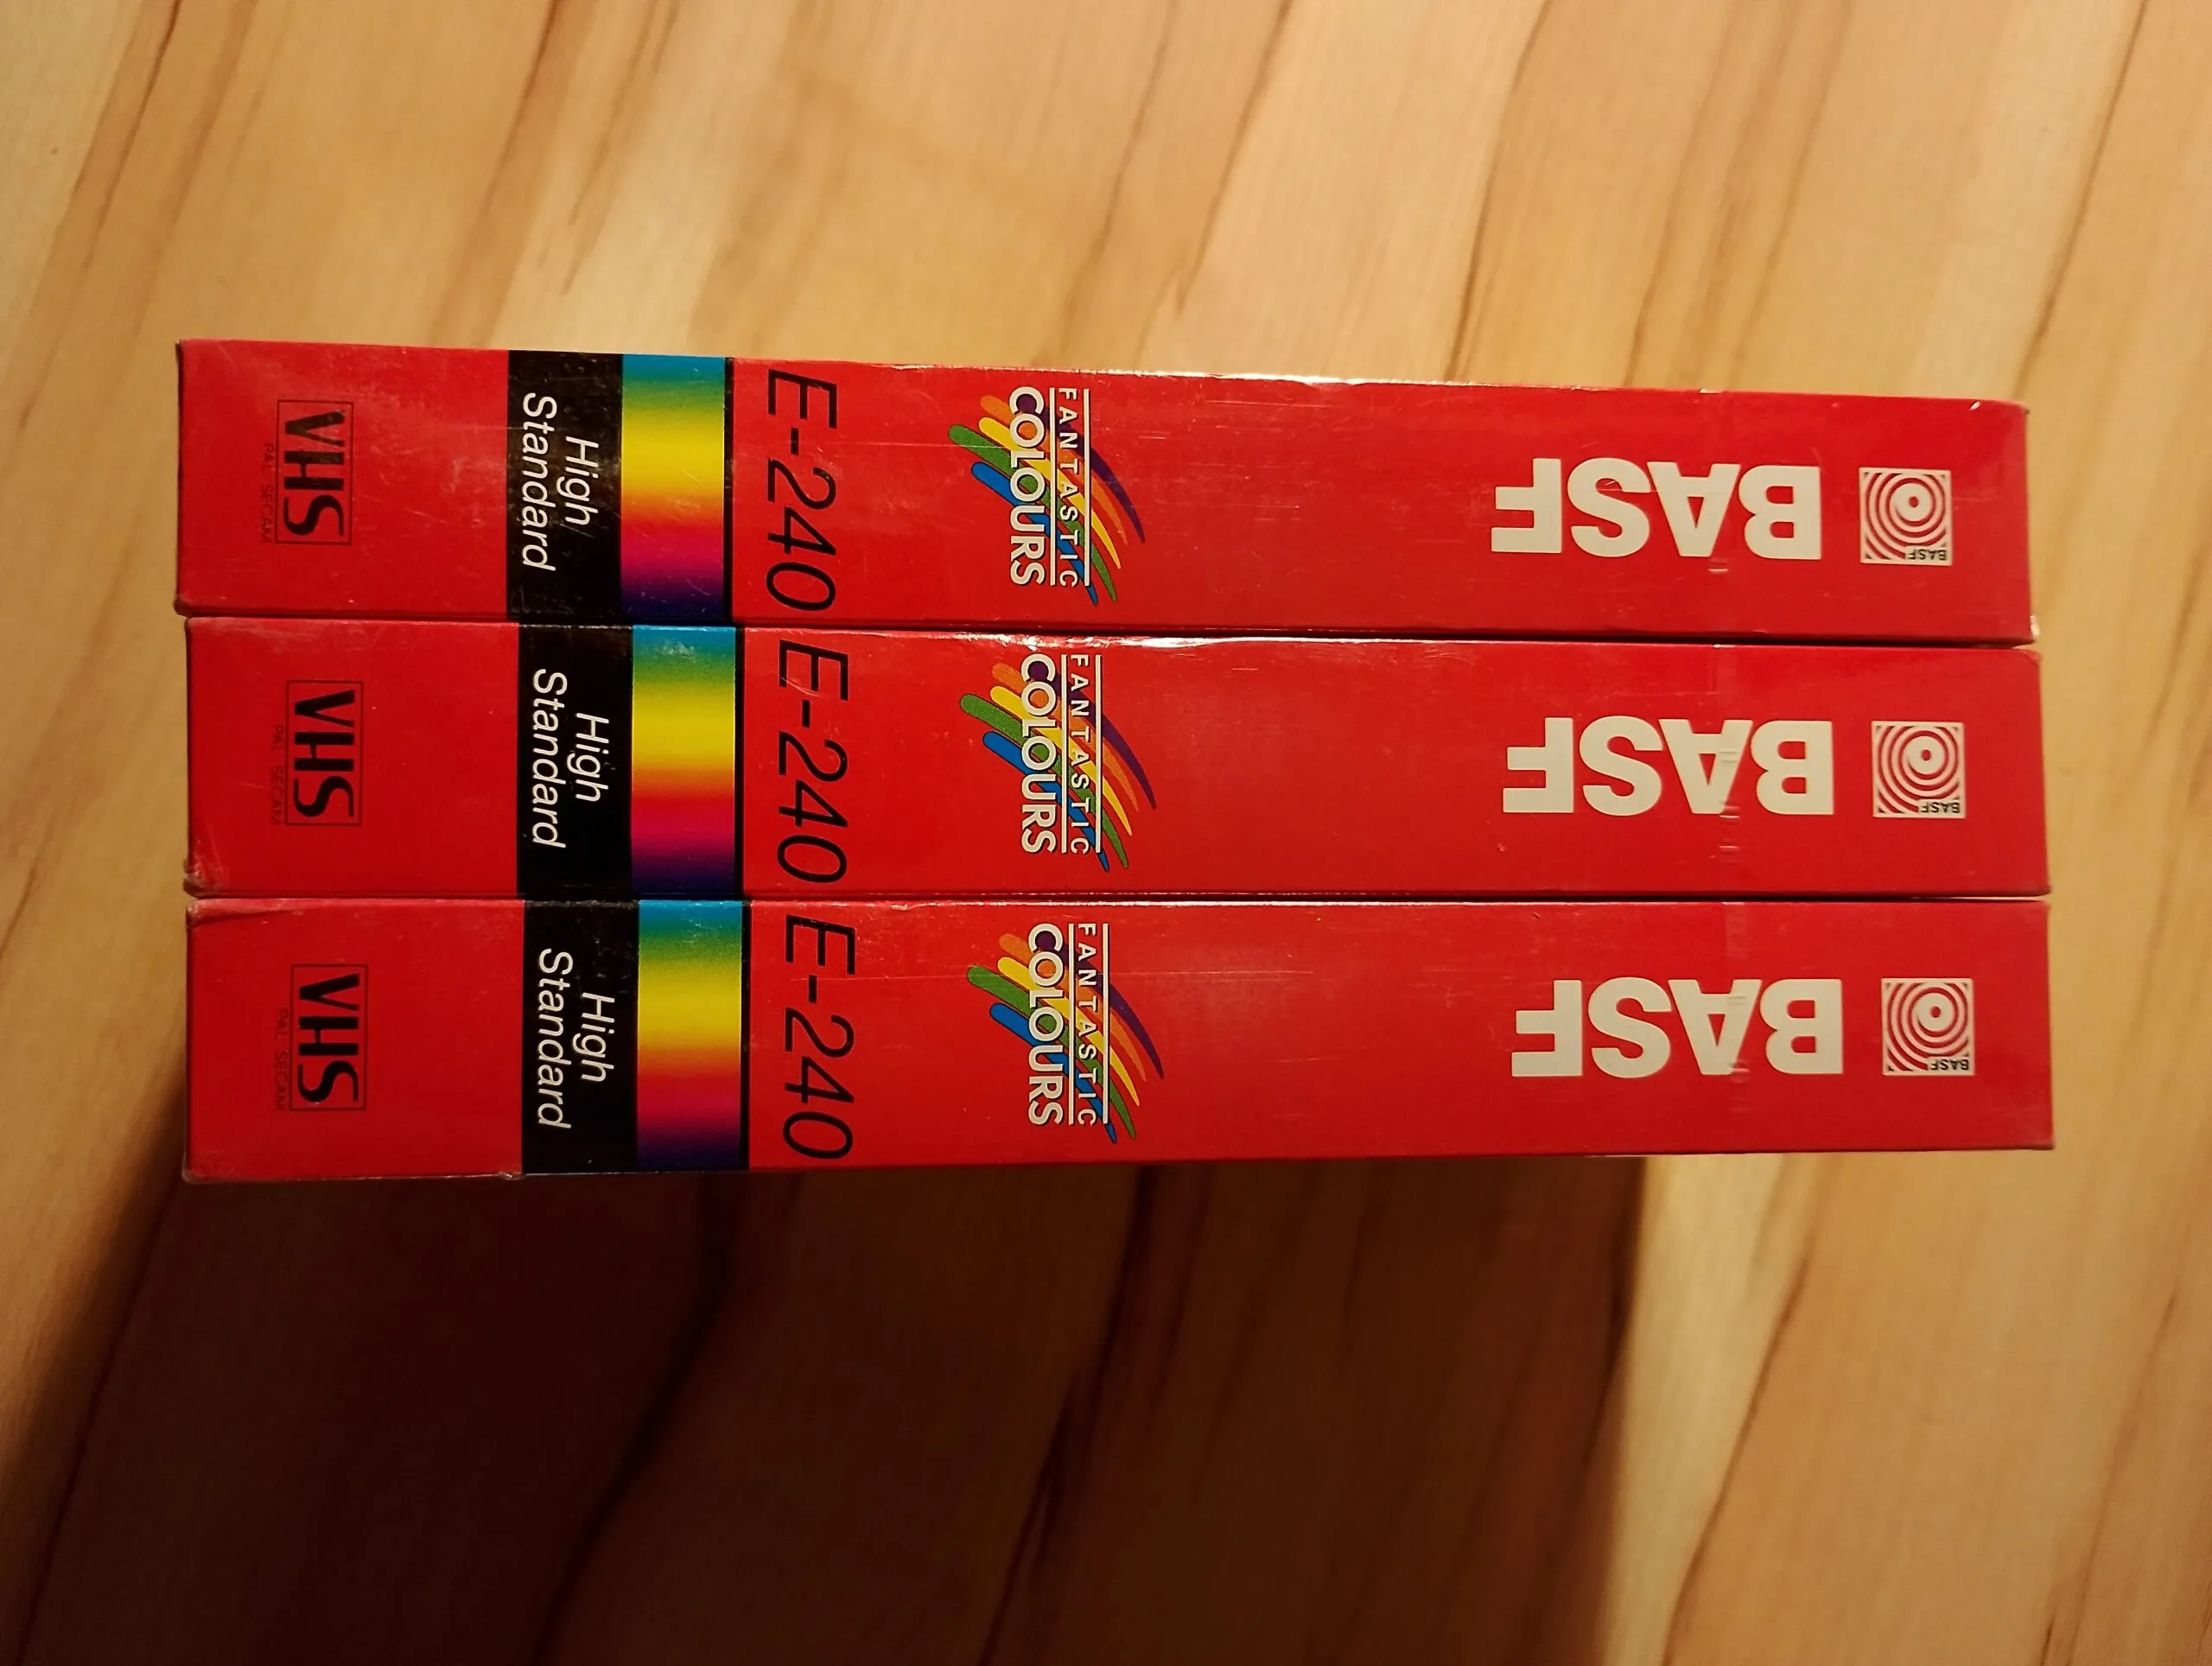 BASF
BASF
FANTASTIC
COLOURS
E-240
High
Standard
VHS
PAL SECAM
BASF
BASF
FANTASTIC
COLOURS
E-240
High
Standard
VHS
PAL SECAM
BASF
BASF
FANTASTIC
COLOURS
E-240
High
Standard
VHS
PAL SECAM